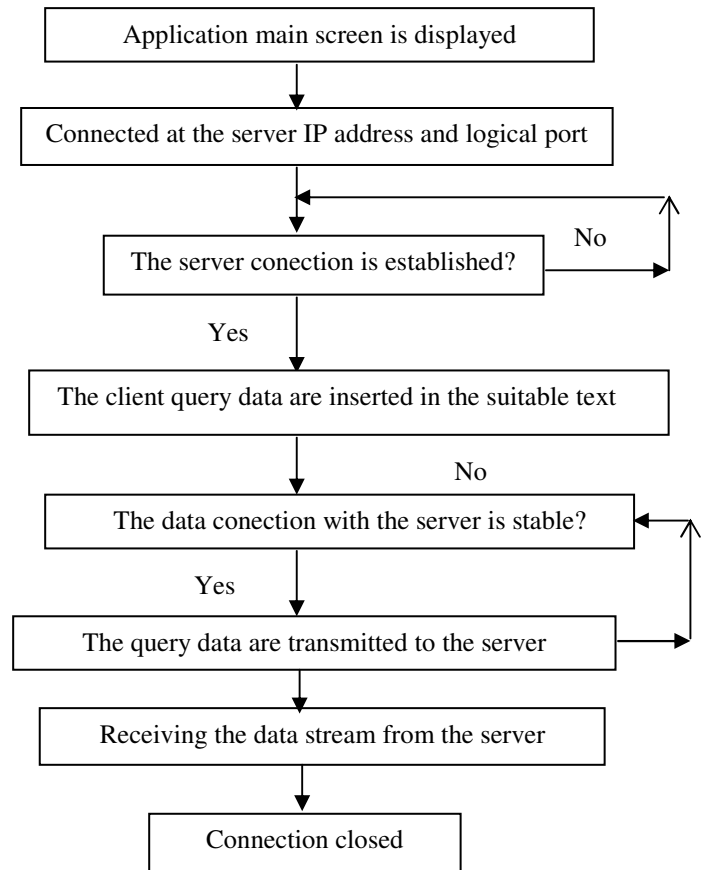 Application main screen is displayed
Connected at the server IP address and logical port
No
The server conection is established?
Yes
The client query data are inserted in the suitable text
No
The data conection with the server is stable?
Yes
The query data are transmitted to the server
Receiving the data stream from the server
Connection closed